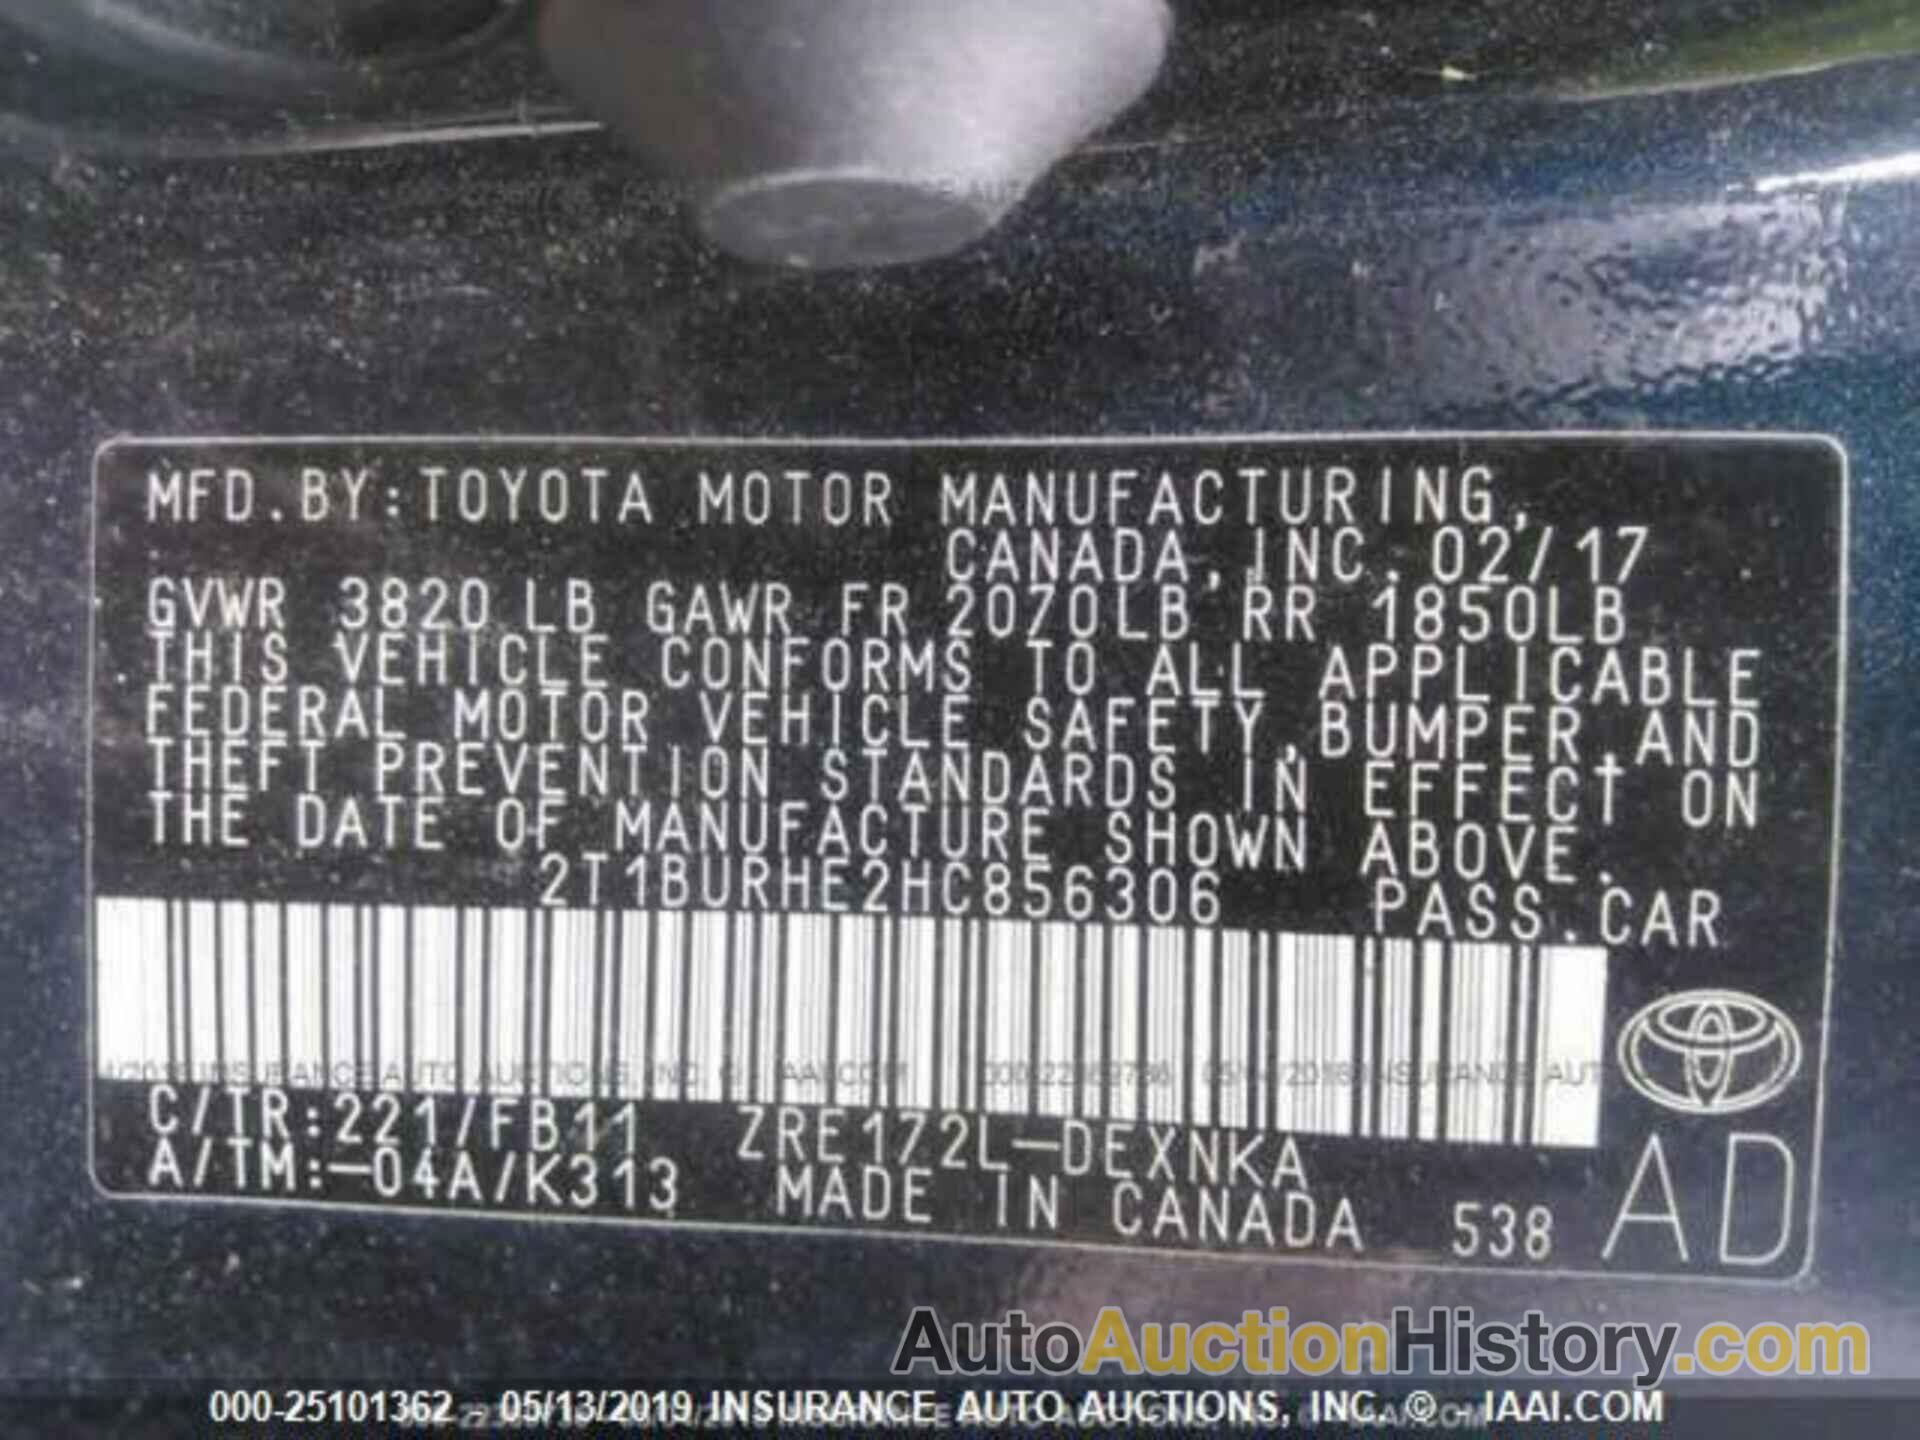 MFD.BY:TOYOTA MOTOR MANUFACTURING,
CANADA,INC. 02/17
GVWR 3820 LB GAWR FR 2070LB RR 1850LB
THIS VEHICLE CONFORMS TO ALL APPLICABLE
FEDERAL MOTOR VEHICLE SAFETY,BUMPER,AND
THEFT PREVENTION STANDARDS IN EFFECT ON
THE DATE OF MANUFACTURE SHOWN ABOVE.
2T1BURHE2HC856306 PASS.CAR
C/TR:221/FB11 ZRE172L-DEXNKA
A/TM:-04A/K313 MADE IN CANADA 538 AD
AutoAuctionHistory.com
000-25101362 - 05/13/2019 INSURANCE AUTO AUCTIONS, INC. © - IAAI.COM